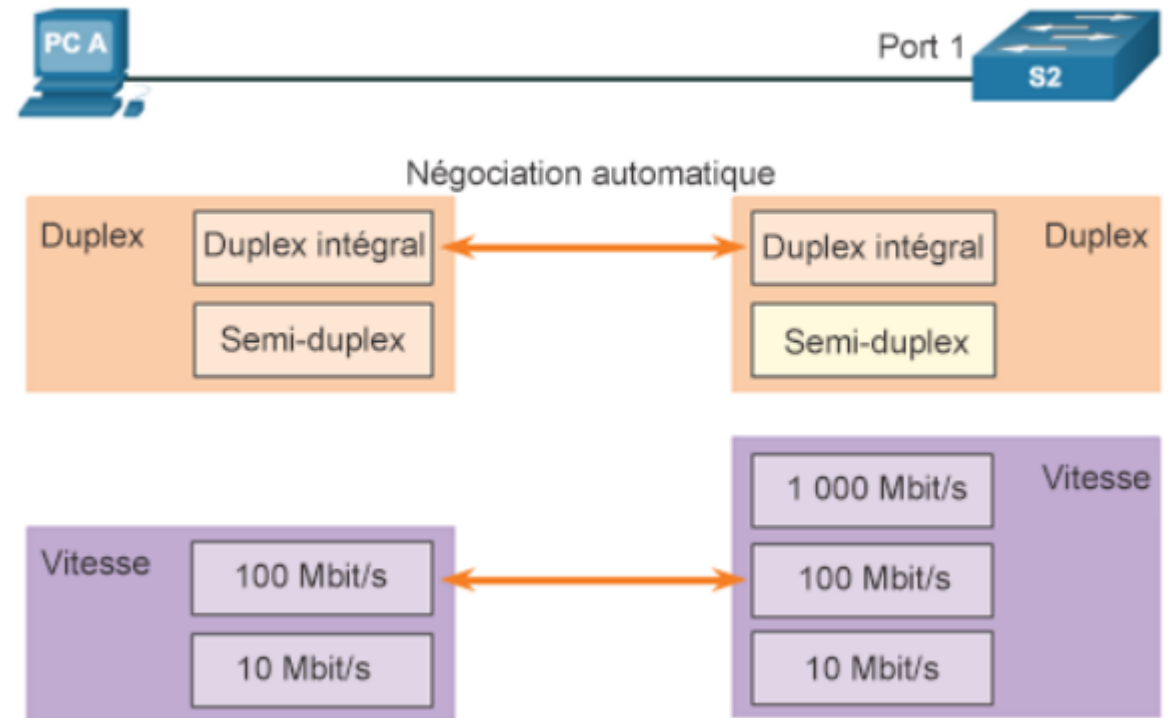 PC A
Port 1
S2
Négociation automatique
Duplex
Duplex intégral
Semi-duplex
Duplex intégral
Duplex
Semi-duplex
Vitesse
100 Mbit/s
10 Mbit/s
1 000 Mbit/s
Vitesse
100 Mbit/s
10 Mbit/s